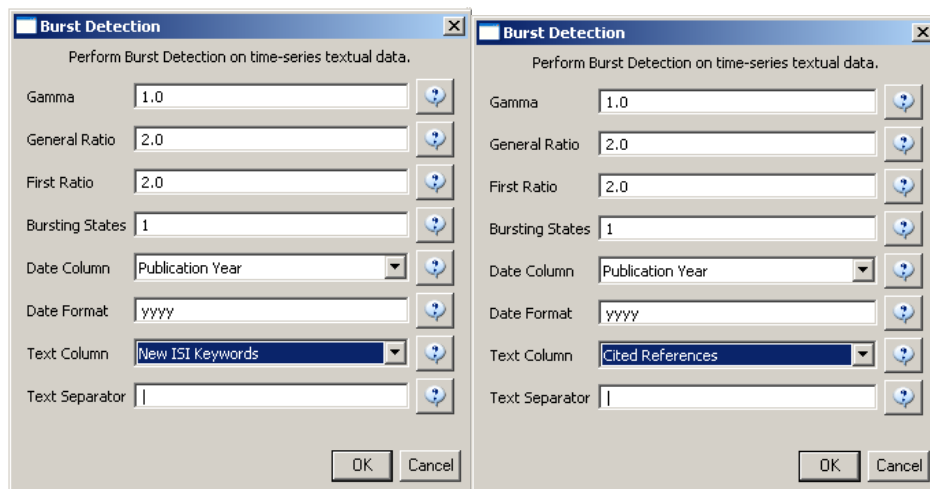 Burst Detection
Perform Burst Detection on time-series textual data.
Gamma 1.0
General Ratio 2.0
First Ratio 2.0
Bursting States 1
Date Column Publication Year
Date Format yyyy
Text Column New ISI Keywords
Text Separator |
OK Cancel
Burst Detection
Perform Burst Detection on time-series textual data.
Gamma 1.0
General Ratio 2.0
First Ratio 2.0
Bursting States 1
Date Column Publication Year
Date Format yyyy
Text Column Cited References
Text Separator |
OK Cancel